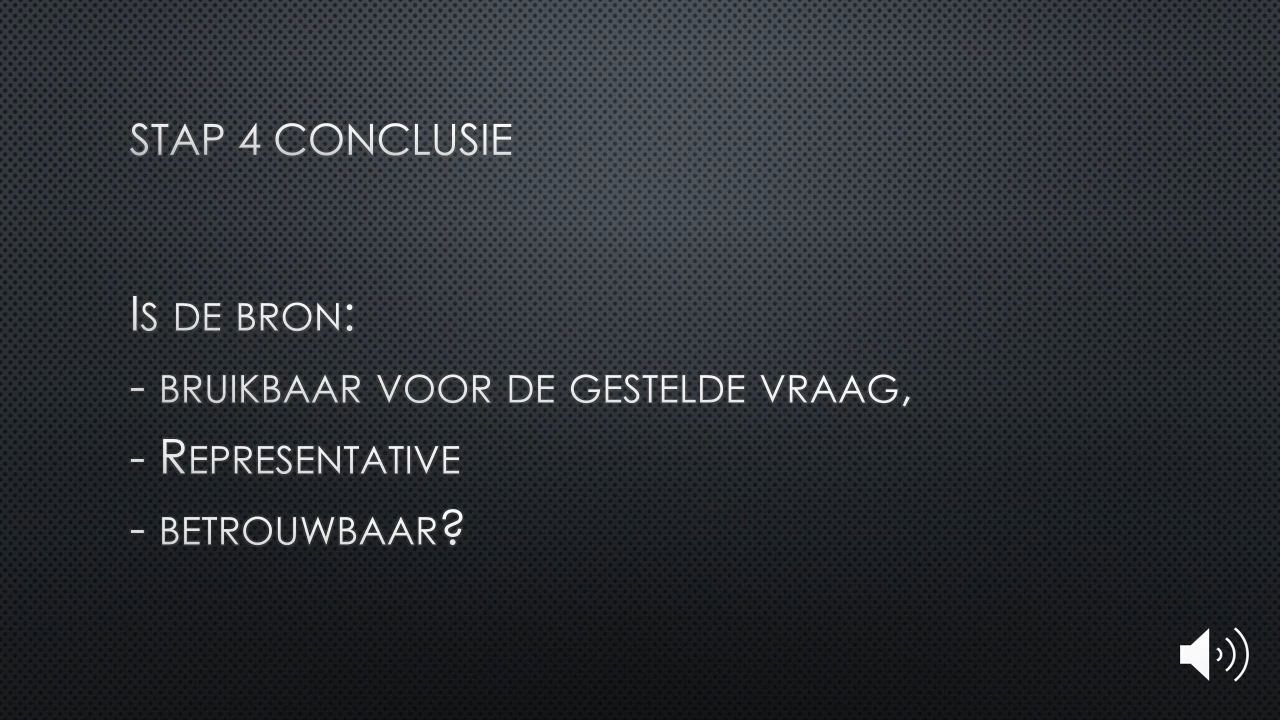 STAP 4 CONCLUSIE
Is de bron:
- bruikbaar voor de gestelde vraag,
- Representative
- betrouwbaar?